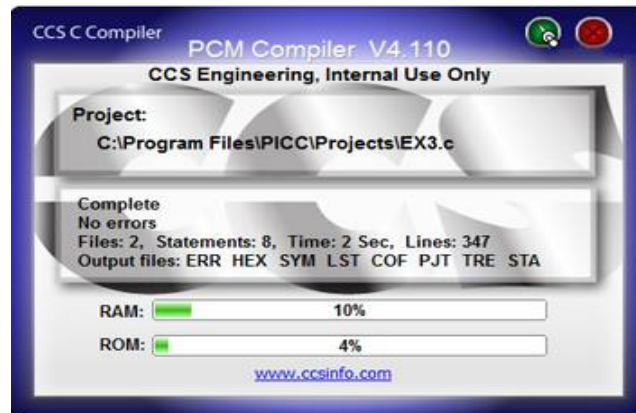 CCS C Compiler
PCM Compiler V4.110
CCS Engineering, Internal Use Only
Project:
C:\Program Files\PICC\Projects\EX3.c
Complete
No errors
Files: 2, Statements: 8, Time: 2 Sec, Lines: 347
Output files: ERR HEX SYM LST COF PJT TRE STA
RAM: 10%
ROM: 4%
www.ccsinfo.com